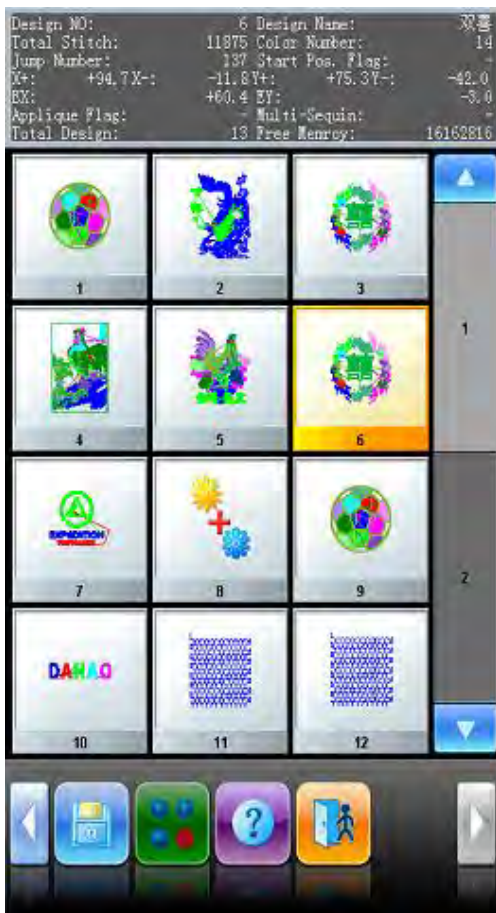 Design NO: 6 Design Name: 双喜
Total Stitch: 11875 Color Number: 14
Jump Number: 137 Start Pos. Flag: -
X+: +94.7 X-: -11.8 Y+: +75.3 Y-: -42.0
EX: +60.4 EY: -3.0
Applique Flag: - Multi-Sequin: -
Total Design: 13 Free Memroy: 16162816
1 2 3
1
4 5 6
EXPEDITION
7 8 9
2
DAHAO
10 11 12
?